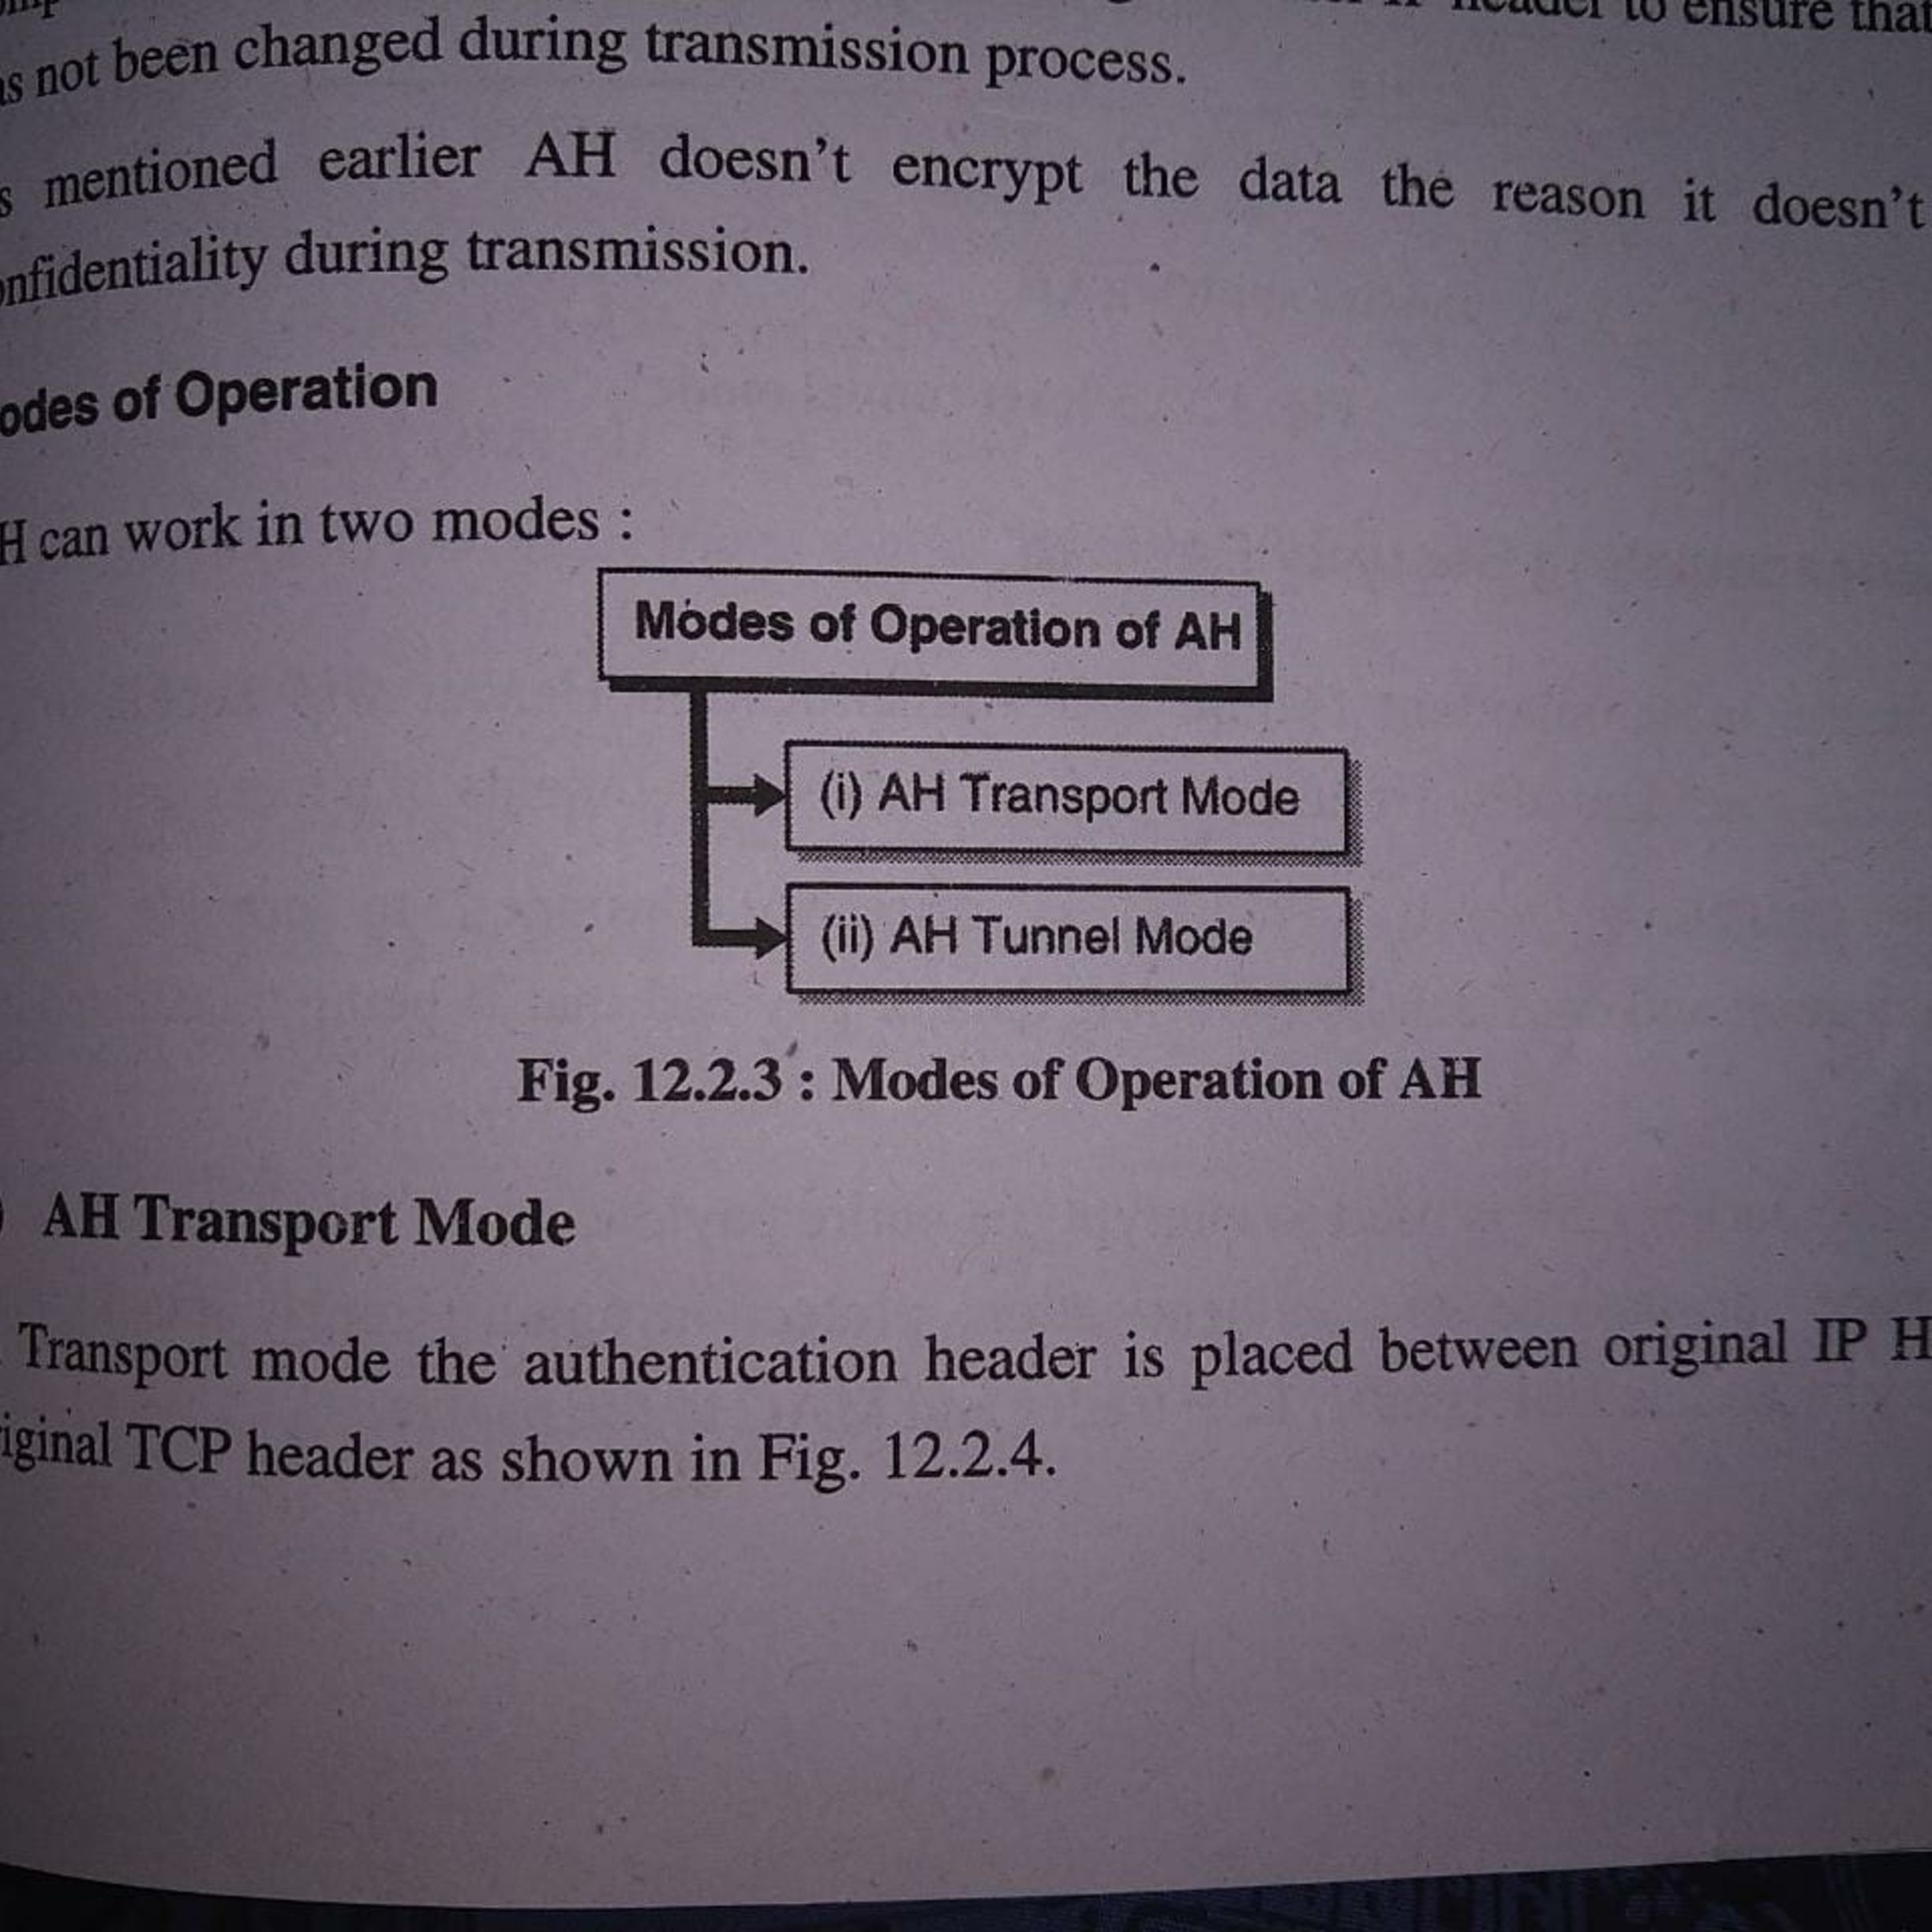 header to ensure that
as not been changed during transmission process.
s mentioned earlier AH doesn't encrypt the data the reason it doesn't
onfidentiality during transmission.
odes of Operation
H can work in two modes :
Modes of Operation of AH
(i) AH Transport Mode
(ii) AH Tunnel Mode
Fig. 12.2.3 : Modes of Operation of AH
) AH Transport Mode
Transport mode the authentication header is placed between original IP H
iginal TCP header as shown in Fig. 12.2.4.